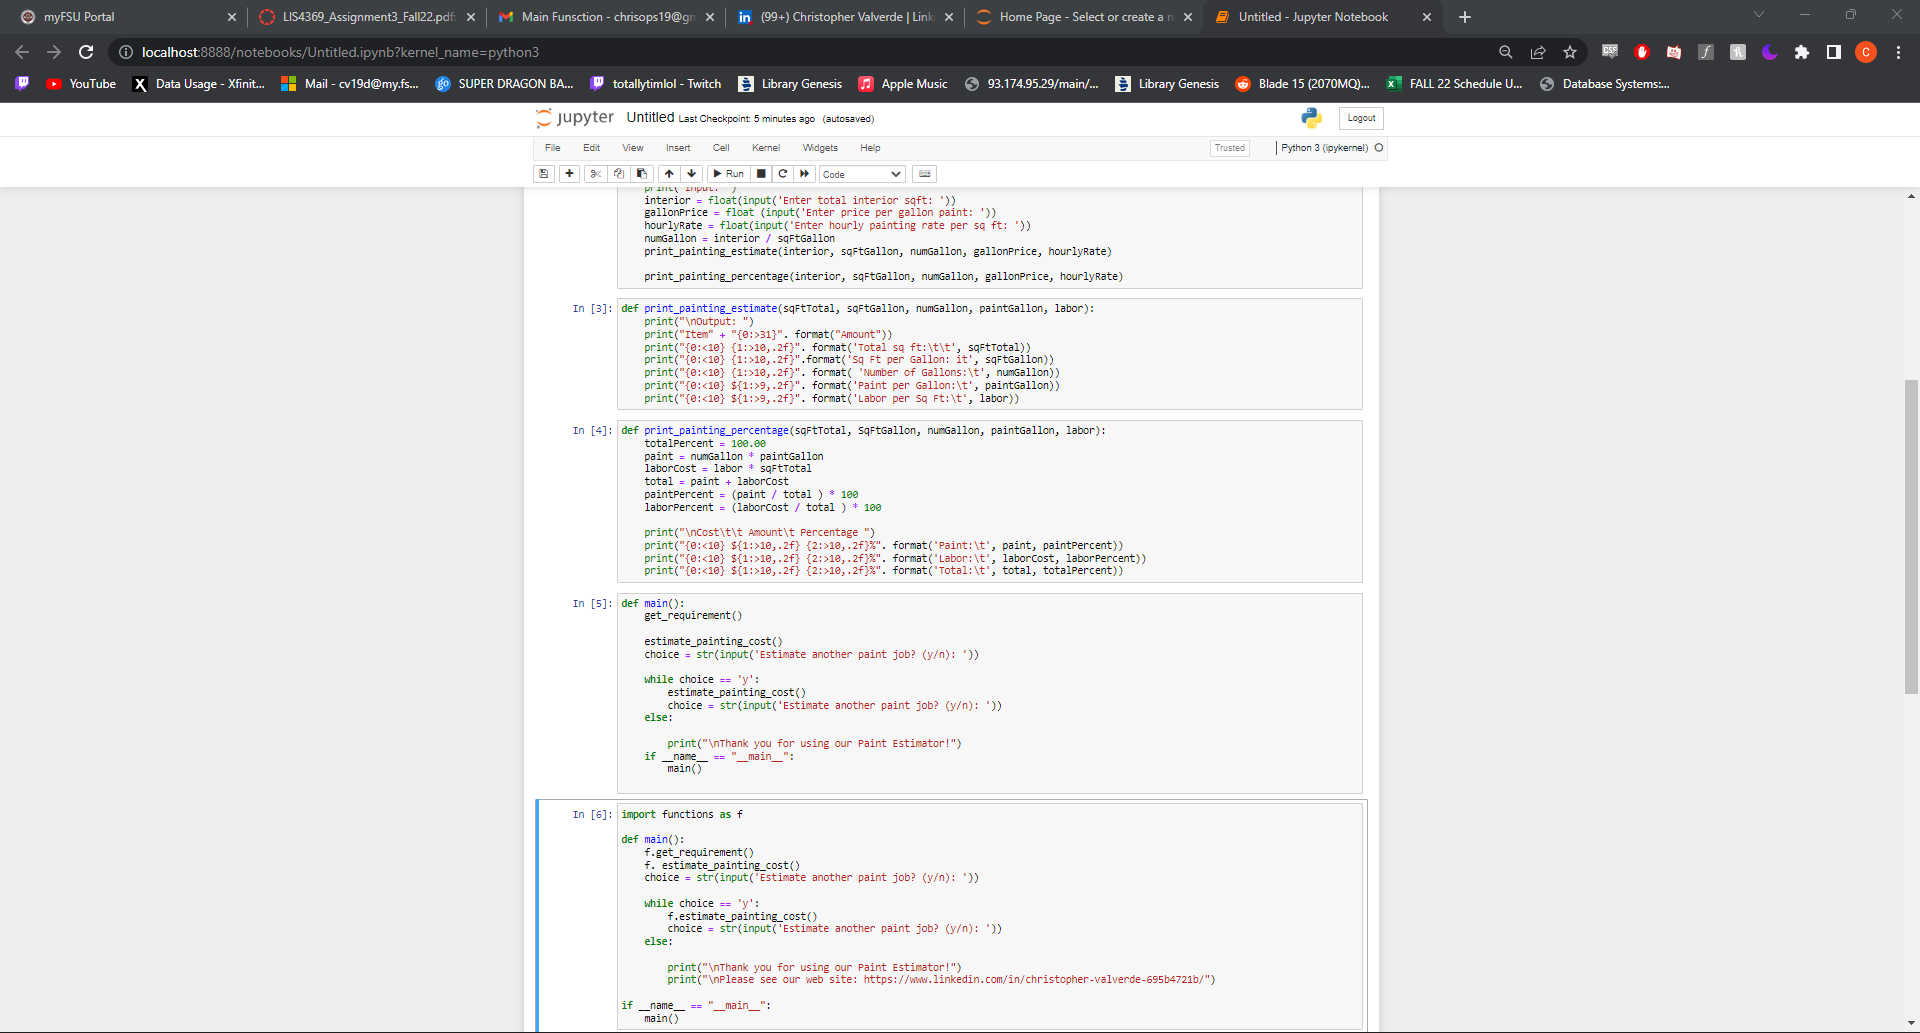 myFSU Portal
LIS4369_Assignment3_Fall22.pdf:
Main Funsction - chrisops19@gm
(99+) Christopher Valverde | Link
Home Page - Select or create a n
Untitled - Jupyter Notebook
localhost:8888/notebooks/Untitled.ipynb?kernel_name=python3
YouTube
Data Usage - Xfinit...
Mail - cv19d@my.fs...
SUPER DRAGON BA...
totallytimlol - Twitch
Library Genesis
Apple Music
93.174.95.29/main/...
Library Genesis
Blade 15 (2070MQ)...
FALL 22 Schedule U...
Database Systems:...
jupyter Untitled Last Checkpoint: 5 minutes ago (autosaved)
Logout
File Edit View Insert Cell Kernel Widgets Help
Trusted
Python 3 (ipykernel)
Run
Code
print("Input: ")
interior = float(input('Enter total interior sqft: '))
gallonPrice = float (input('Enter price per gallon paint: '))
hourlyRate = float(input('Enter hourly painting rate per sq ft: '))
numGallon = interior / sqFtGallon
print_painting_estimate(interior, sqFtGallon, numGallon, gallonPrice, hourlyRate)
print_painting_percentage(interior, sqFtGallon, numGallon, gallonPrice, hourlyRate)
In [3]: def print_painting_estimate(sqFtTotal, sqFtGallon, numGallon, paintGallon, labor):
print("\nOutput: ")
print("Item" + "{0:>31}". format("Amount"))
print("{0:<10} {1:>10,.2f}". format('Total sq ft:\t\t', sqFtTotal))
print("{0:<10} {1:>10,.2f}".format('Sq Ft per Gallon: it', sqFtGallon))
print("{0:<10} {1:>10,.2f}". format( 'Number of Gallons:\t', numGallon))
print("{0:<10} ${1:>9,.2f}". format('Paint per Gallon:\t', paintGallon))
print("{0:<10} ${1:>9,.2f}". format('Labor per Sq Ft:\t', labor))
In [4]: def print_painting_percentage(sqFtTotal, SqFtGallon, numGallon, paintGallon, labor):
totalPercent = 100.00
paint = numGallon * paintGallon
laborCost = labor * sqFtTotal
total = paint + laborCost
paintPercent = (paint / total ) * 100
laborPercent = (laborCost / total ) * 100
print("\nCost\t\t Amount\t Percentage ")
print("{0:<10} ${1:>10,.2f} {2:>10,.2f}%". format('Paint:\t', paint, paintPercent))
print("{0:<10} ${1:>10,.2f} {2:>10,.2f}%". format('Labor:\t', laborCost, laborPercent))
print("{0:<10} ${1:>10,.2f} {2:>10,.2f}%". format('Total:\t', total, totalPercent))
In [5]: def main():
get_requirement()
estimate_painting_cost()
choice = str(input('Estimate another paint job? (y/n): '))
while choice == 'y':
estimate_painting_cost()
choice = str(input('Estimate another paint job? (y/n): '))
else:
print("\nThank you for using our Paint Estimator!")
if __name__ == "__main__":
main()
In [6]: import functions as f
def main():
f.get_requirement()
f. estimate_painting_cost()
choice = str(input('Estimate another paint job? (y/n): '))
while choice == 'y':
f.estimate_painting_cost()
choice = str(input('Estimate another paint job? (y/n): '))
else:
print("\nThank you for using our Paint Estimator!")
print("\nPlease see our web site: https://www.linkedin.com/in/christopher-valverde-695b4721b/")
if __name__ == "__main__":
main()